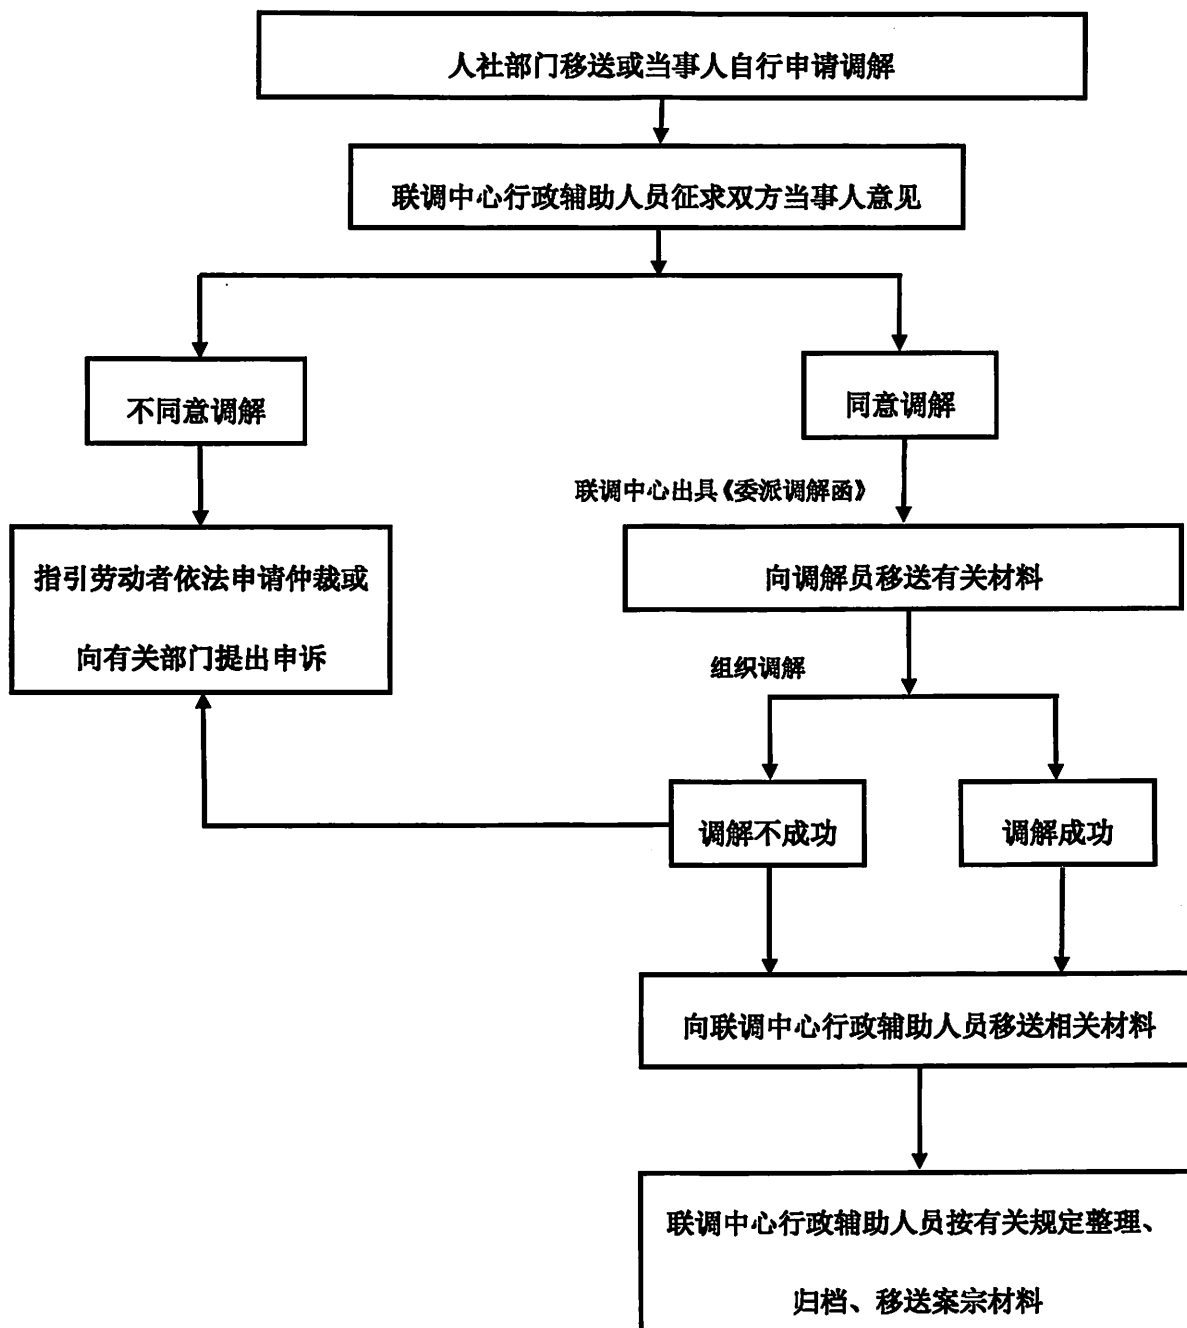 人社部门移送或当事人自行申请调解
联调中心行政辅助人员征求双方当事人意见
不同意调解
同意调解
联调中心出具《委派调解函》
指引劳动者依法申请仲裁或
向有关部门提出申诉
向调解员移送有关材料
组织调解
调解不成功
调解成功
向联调中心行政辅助人员移送相关材料
联调中心行政辅助人员按有关规定整理、
归档、移送案宗材料